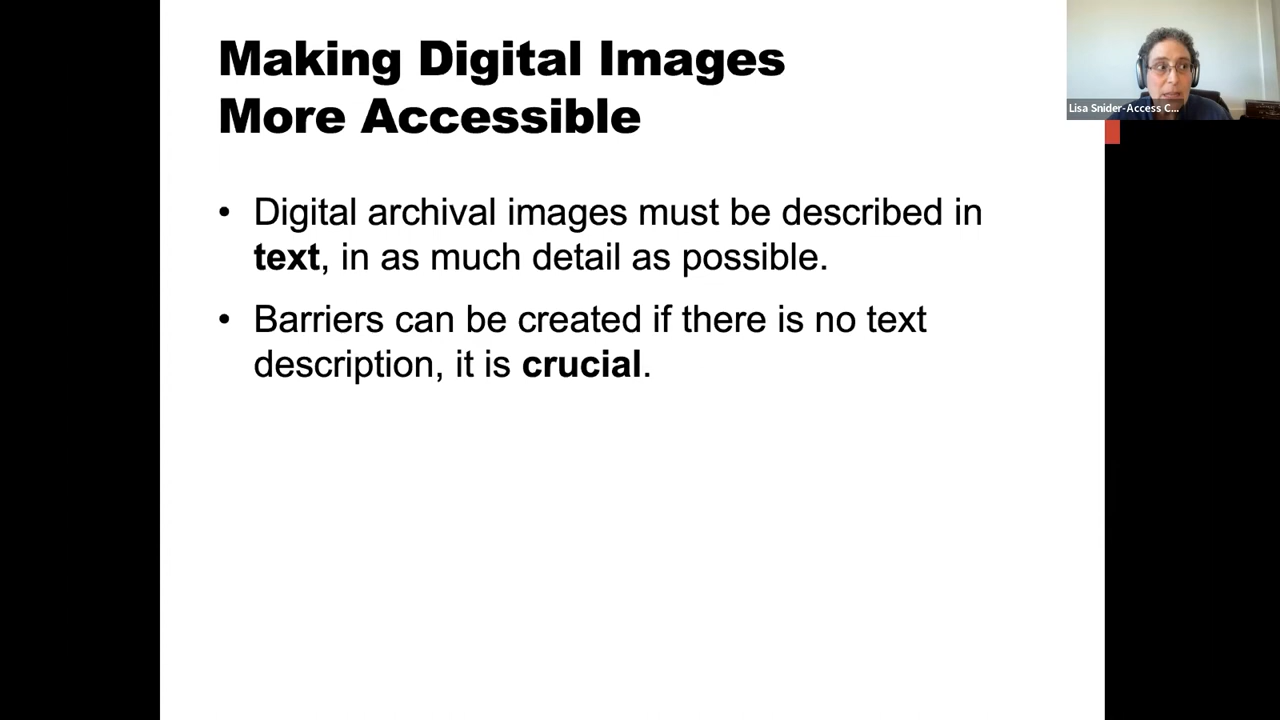 Making Digital Images
More Accessible
• Digital archival images must be described in
text, in as much detail as possible.
• Barriers can be created if there is no text
description, it is crucial.
Lisa Snider-Access C...